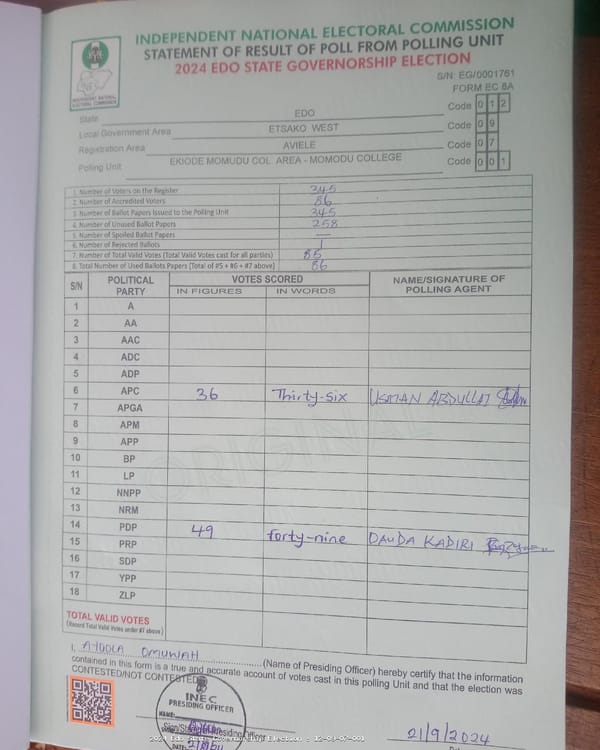 INDEPENDENT NATIONAL ELECTORAL COMMISSION
STATEMENT OF RESULT OF POLL FROM POLLING UNIT
2024 EDO STATE GOVERNORSHIP ELECTION
INDEPENDENT NATIONAL
ELECTORAL COMMISSION
S/N: EG/0001761
FORM EC 8A
State EDO Code 0 1 2
Local Government Area ETSAKO WEST Code 0 9
Registration Area AVIELE Code 0 7
Polling Unit EKIODE MOMUDU COL. AREA - MOMODU COLLEGE Code 0 0 1
1. Number of Voters on the Register 345
2. Number of Accredited Voters 86
3. Number of Ballot Papers Issued to the Polling Unit 345
4. Number of Unused Ballot Papers 258
5. Number of Spoiled Ballot Papers —
6. Number of Rejected Ballots 1
7. Number of Total Valid Votes (Total Valid Votes cast for all parties) 85
8. Total Number of Used Ballots Papers (Total of #5 + #6 + #7 above) 86
S/N POLITICAL PARTY VOTES SCORED NAME/SIGNATURE OF POLLING AGENT
IN FIGURES IN WORDS
1 A
2 AA
3 AAC
4 ADC
5 ADP
6 APC 36 Thirty-six USMAN ABDULLAI
7 APGA
8 APM
9 APP
10 BP
11 LP
12 NNPP
13 NRM
14 PDP 49 forty-nine DAUDA KADIRI
15 PRP
16 SDP
17 YPP
18 ZLP
ORIGINAL
TOTAL VALID VOTES
(Record Total Valid Votes under #7 above)
I, OMUWAH (Name of Presiding Officer) hereby certify that the information
contained in this form is a true and accurate account of votes cast in this polling Unit and that the election was
CONTESTED/NOT CONTESTED
INEC
PRESIDING OFFICER
NAME:
DATE:
21/9/2024